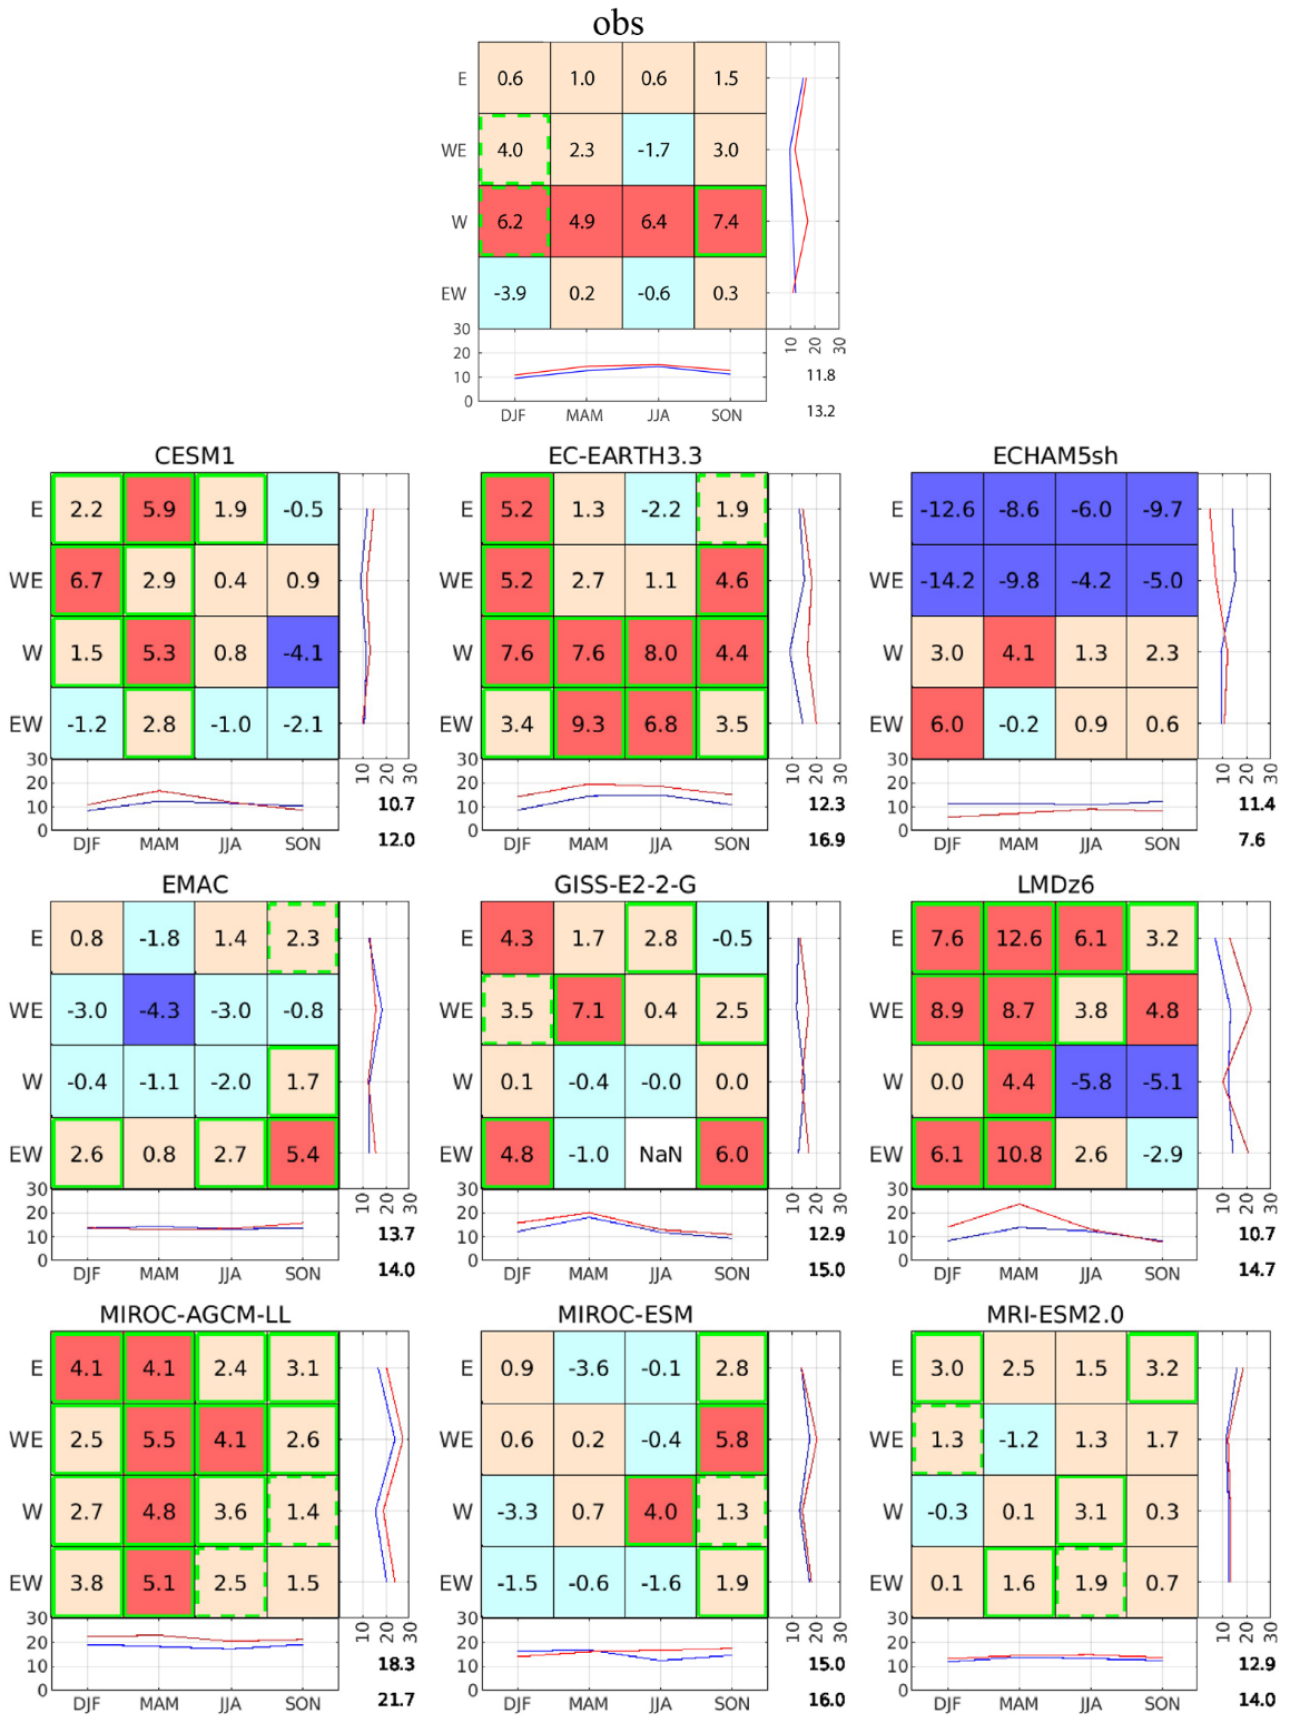 obs
E 0.6 1.0 0.6 1.5
WE 4.0 2.3 -1.7 3.0
W 6.2 4.9 6.4 7.4
EW -3.9 0.2 -0.6 0.3
30 10 20 30
20
10 11.8
0
DJF MAM JJA SON 13.2
CESM1 EC-EARTH3.3 ECHAM5sh
E 2.2 5.9 1.9 -0.5 E 5.2 1.3 -2.2 1.9 E -12.6 -8.6 -6.0 -9.7
WE 6.7 2.9 0.4 0.9 WE 5.2 2.7 1.1 4.6 WE -14.2 -9.8 -4.2 -5.0
W 1.5 5.3 0.8 -4.1 W 7.6 7.6 8.0 4.4 W 3.0 4.1 1.3 2.3
EW -1.2 2.8 -1.0 -2.1 EW 3.4 9.3 6.8 3.5 EW 6.0 -0.2 0.9 0.6
30 10 20 30 30 10 20 30 30 10 20 30
20 20 20
10 10.7 10 12.3 10 11.4
0 0 0
DJF MAM JJA SON 12.0 DJF MAM JJA SON 16.9 DJF MAM JJA SON 7.6
EMAC GISS-E2-2-G LMDz6
E 0.8 -1.8 1.4 2.3 E 4.3 1.7 2.8 -0.5 E 7.6 12.6 6.1 3.2
WE -3.0 -4.3 -3.0 -0.8 WE 3.5 7.1 0.4 2.5 WE 8.9 8.7 3.8 4.8
W -0.4 -1.1 -2.0 1.7 W 0.1 -0.4 -0.0 0.0 W 0.0 4.4 -5.8 -5.1
EW 2.6 0.8 2.7 5.4 EW 4.8 -1.0 NaN 6.0 EW 6.1 10.8 2.6 -2.9
30 10 20 30 30 10 20 30 30 10 20 30
20 20 20
10 13.7 10 12.9 10 10.7
0 0 0
DJF MAM JJA SON 14.0 DJF MAM JJA SON 15.0 DJF MAM JJA SON 14.7
MIROC-AGCM-LL MIROC-ESM MRI-ESM2.0
E 4.1 4.1 2.4 3.1 E 0.9 -3.6 -0.1 2.8 E 3.0 2.5 1.5 3.2
WE 2.5 5.5 4.1 2.6 WE 0.6 0.2 -0.4 5.8 WE 1.3 -1.2 1.3 1.7
W 2.7 4.8 3.6 1.4 W -3.3 0.7 4.0 1.3 W -0.3 0.1 3.1 0.3
EW 3.8 5.1 2.5 1.5 EW -1.5 -0.6 -1.6 1.9 EW 0.1 1.6 1.9 0.7
30 10 20 30 30 10 20 30 30 10 20 30
20 20 20
10 18.3 10 15.0 10 12.9
0 0 0
DJF MAM JJA SON 21.7 DJF MAM JJA SON 16.0 DJF MAM JJA SON 14.0